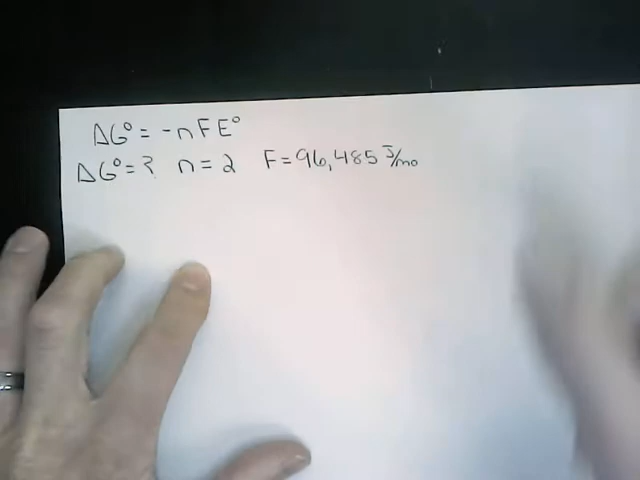 ΔG° = -nFE°
ΔG° = ? n = 2 F = 96,485 J/mo